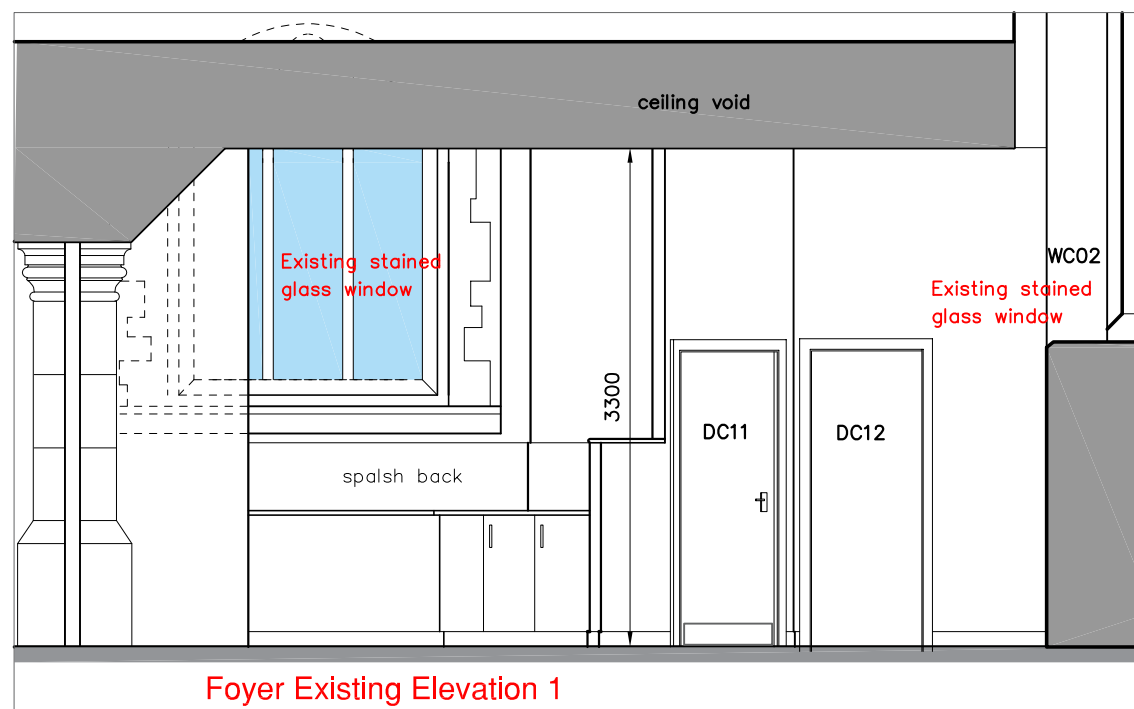 ceiling void
WC02
Existing stained
glass window
Existing stained
glass window
3300
DC11
DC12
spalsh back
Foyer Existing Elevation 1